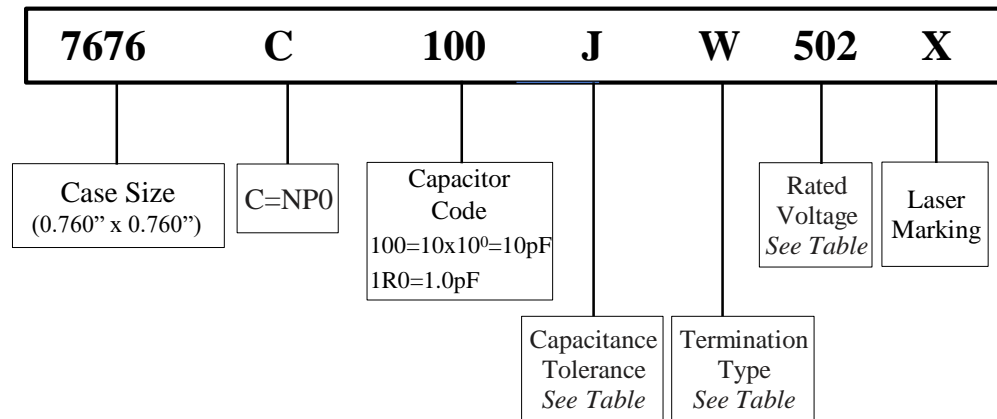 7676 C 100 J W 502 X
Case Size
(0.760” x 0.760”)
C=NP0
Capacitor
Code
100=10x10⁰=10pF
1R0=1.0pF
Rated
Voltage
See Table
Laser
Marking
Capacitance
Tolerance
See Table
Termination
Type
See Table